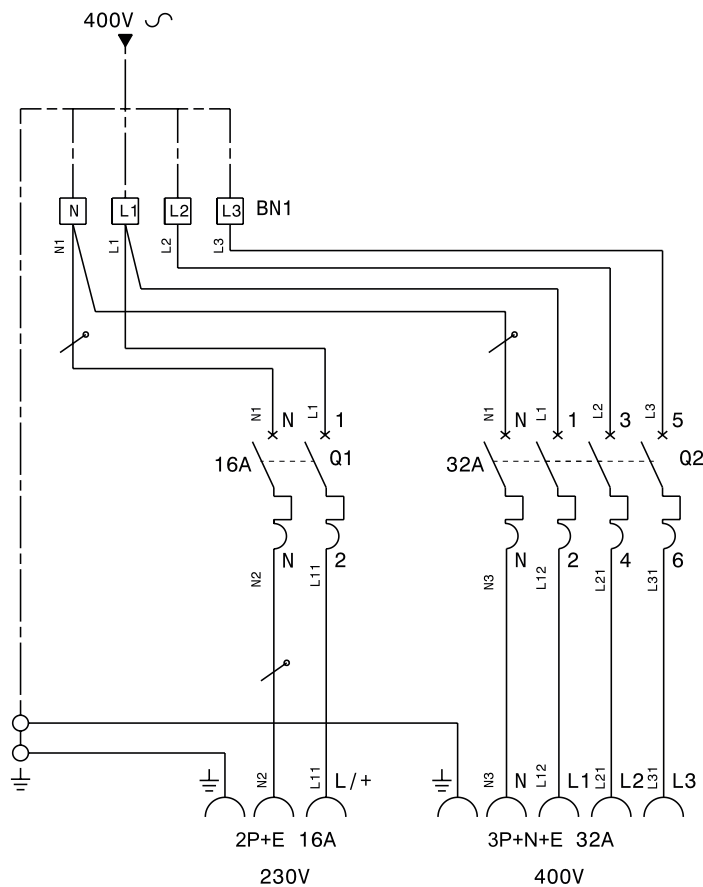 400V
N L1 L2 L3 BN1
N1 L1 L2 L3
N1 N L1 1 N1 N L1 1 L2 3 L3 5
16A Q1 32A Q2
N2 N L11 2 N3 N L12 2 L21 4 L31 6
N2 L11 L/+ N3 N L12 L1 L21 L2 L31 L3
2P+E 16A 3P+N+E 32A
230V 400V